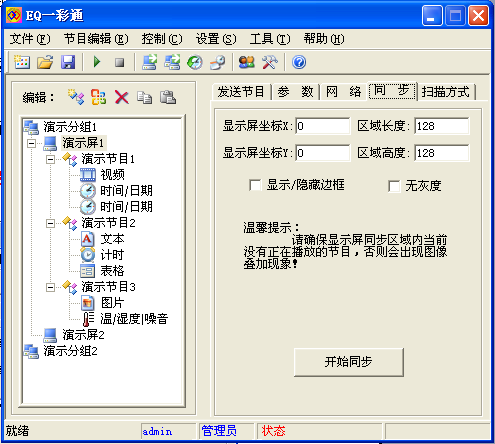 EQ一彩通
文件(F) 节目编辑(E) 控制(C) 设置(S) 工具(T) 帮助(H)
编辑：
演示分组1
演示屏1
演示节目1
视频
时间/日期
时间/日期
演示节目2
文本
计时
表格
演示节目3
图片
温/湿度|噪音
演示屏2
演示分组2
发送节目 参 数 网 络 同 步 扫描方式
显示屏坐标X: 0 区域长度: 128
显示屏坐标Y: 0 区域高度: 128
显示/隐藏边框 无灰度
温馨提示：
请确保显示屏同步区域内当前
没有正在播放的节目，否则会出现图像
叠加现象!
开始同步
就绪 admin 管理员 状态